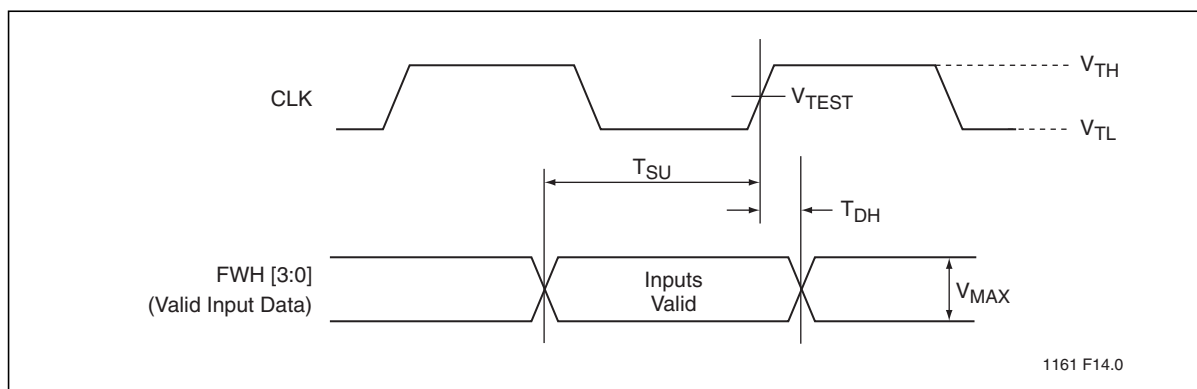 CLK
V_TH
V_TEST
V_TL
T_SU
T_DH
FWH [3:0]
(Valid Input Data)
Inputs
Valid
V_MAX
1161 F14.0